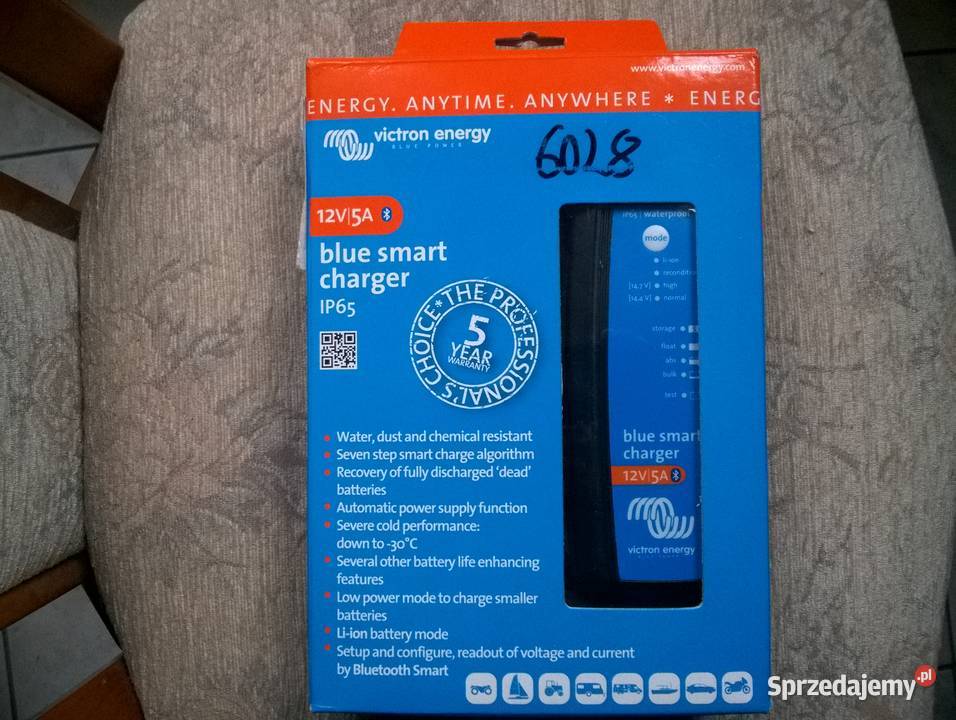 www.victronenergy.com
ENERGY. ANYTIME. ANYWHERE * ENERG
victron energy
BLUE POWER
6028
12V|5A
blue smart
charger
IP65
THE PROFESSIONAL'S CHOICE *
5
YEAR
WARRANTY
• Water, dust and chemical resistant
• Seven step smart charge algorithm
• Recovery of fully discharged 'dead'
batteries
• Automatic power supply function
• Severe cold performance:
down to -30°C
• Several other battery life enhancing
features
• Low power mode to charge smaller
batteries
• Li-ion battery mode
• Setup and configure, readout of voltage and current
by Bluetooth Smart
IP65 | waterproof
mode
li-ion
recondition
[14.7 V] high
[14.4 V] normal
storage
float
abs
bulk
test
blue smart
charger
12V|5A
victron energy
Sprzedajemy.pl